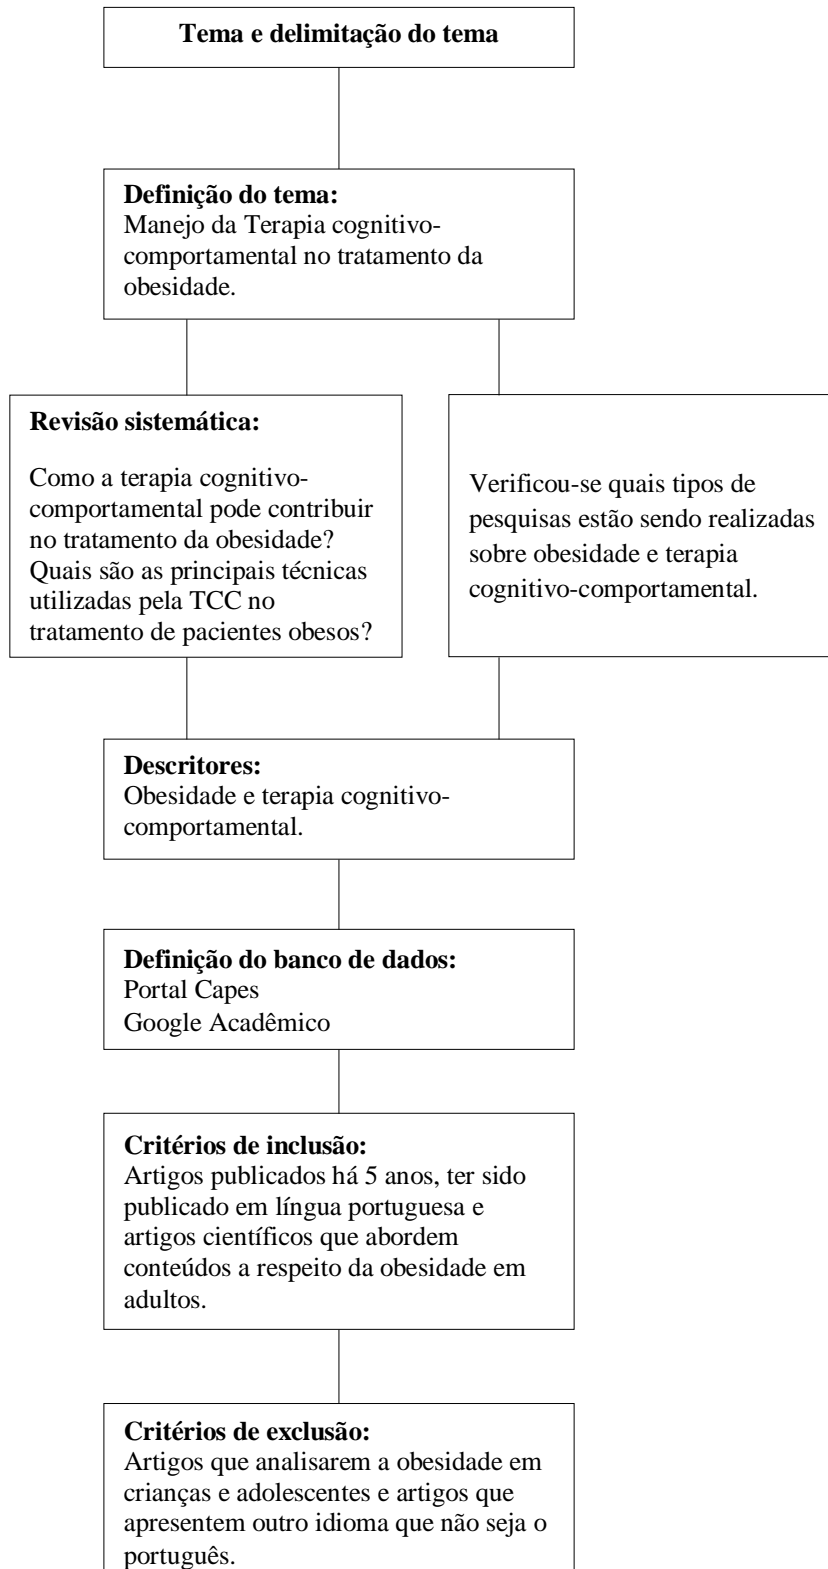 Tema e delimitação do tema
Definição do tema:
Manejo da Terapia cognitivo-
comportamental no tratamento da
obesidade.
Revisão sistemática:
Como a terapia cognitivo-
comportamental pode contribuir
no tratamento da obesidade?
Quais são as principais técnicas
utilizadas pela TCC no
tratamento de pacientes obesos?
Verificou-se quais tipos de
pesquisas estão sendo realizadas
sobre obesidade e terapia
cognitivo-comportamental.
Descritores:
Obesidade e terapia cognitivo-
comportamental.
Definição do banco de dados:
Portal Capes
Google Acadêmico
Critérios de inclusão:
Artigos publicados há 5 anos, ter sido
publicado em língua portuguesa e
artigos científicos que abordem
conteúdos a respeito da obesidade em
adultos.
Critérios de exclusão:
Artigos que analisarem a obesidade em
crianças e adolescentes e artigos que
apresentem outro idioma que não seja o
português.